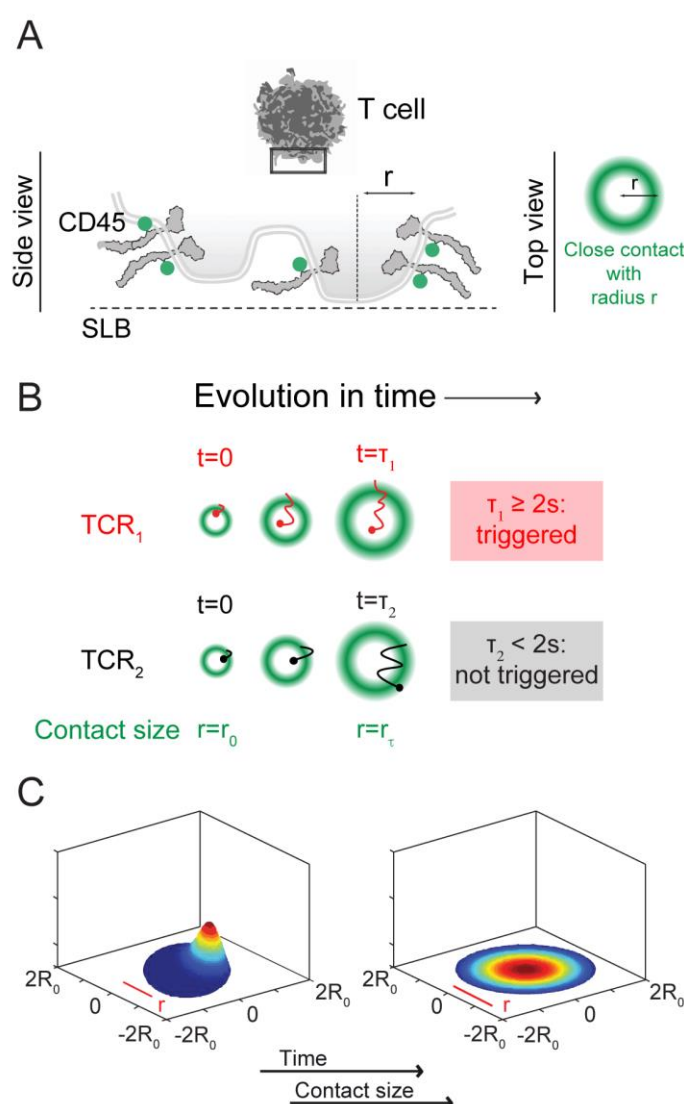 A
Side view
T cell
r
CD45
SLB
Top view
r
Close contact
with
radius r
B
Evolution in time
t=0
t=τ₁
TCR₁
τ₁ ≥ 2s:
triggered
t=0
t=τ₂
TCR₂
τ₂ < 2s:
not triggered
Contact size
r=r₀
r=r_τ
C
2R₀
0
-2R₀
r
-2R₀
0
2R₀
2R₀
0
-2R₀
r
-2R₀
0
2R₀
Time
Contact size